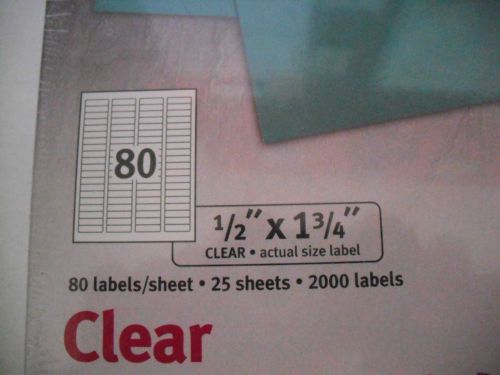 80
1/2" x 1 3/4"
CLEAR • actual size label
80 labels/sheet • 25 sheets • 2000 labels
Clear